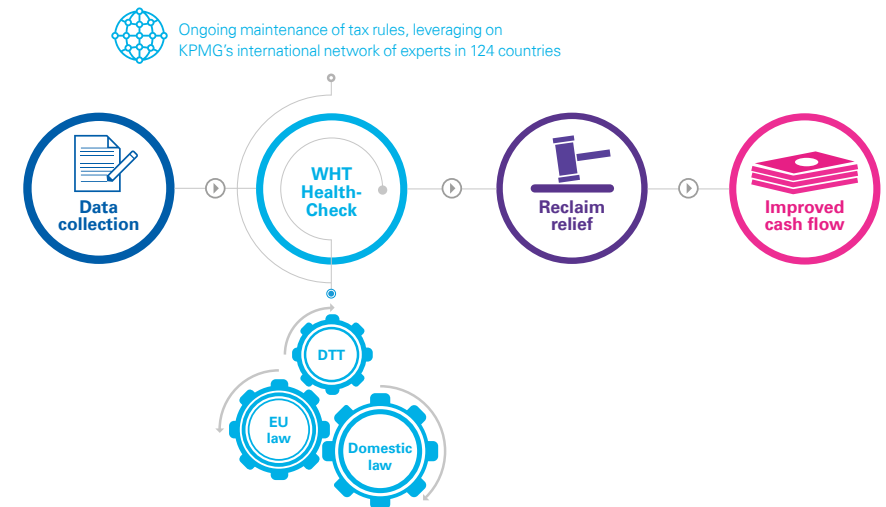 Ongoing maintenance of tax rules, leveraging on
KPMG's international network of experts in 124 countries
Data
collection
WHT
Health-
Check
Reclaim
relief
Improved
cash flow
DTT
EU
law
Domestic
law